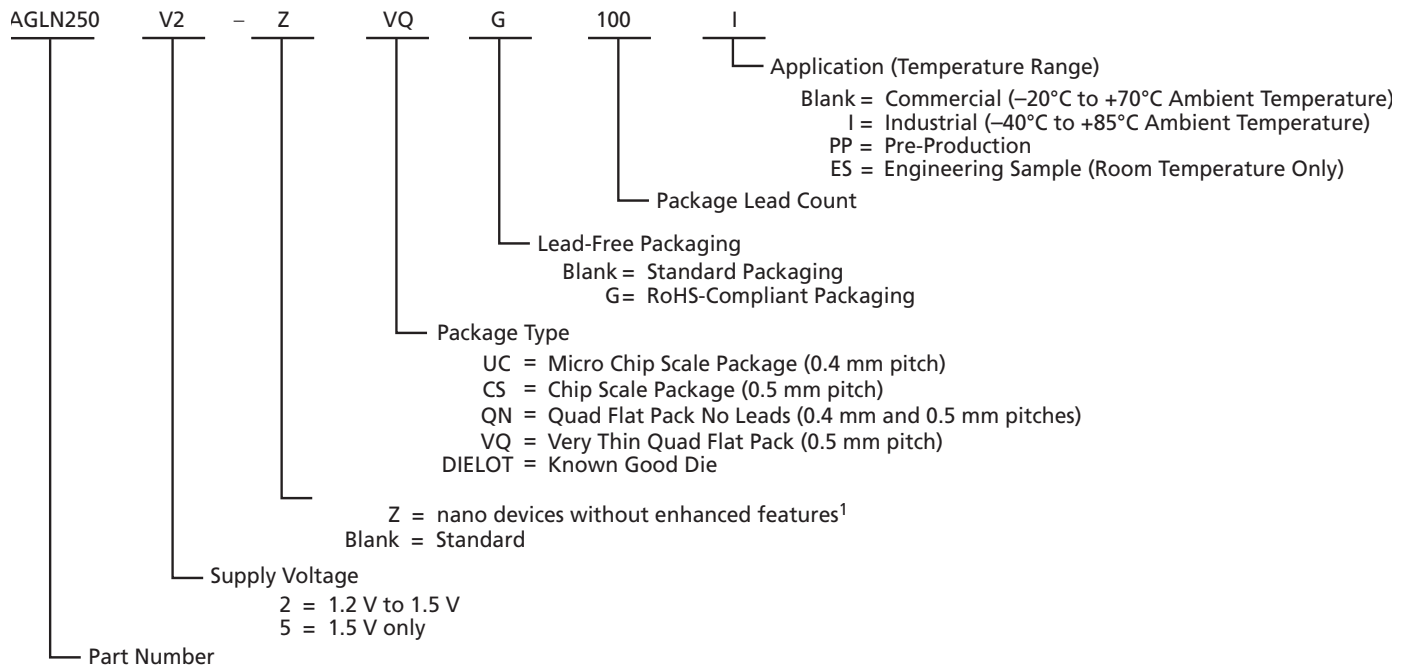 AGLN250 V2 – Z VQ G 100 I
Application (Temperature Range)
Blank = Commercial (–20°C to +70°C Ambient Temperature)
I = Industrial (–40°C to +85°C Ambient Temperature)
PP = Pre-Production
ES = Engineering Sample (Room Temperature Only)
Package Lead Count
Lead-Free Packaging
Blank = Standard Packaging
G= RoHS-Compliant Packaging
Package Type
UC = Micro Chip Scale Package (0.4 mm pitch)
CS = Chip Scale Package (0.5 mm pitch)
QN = Quad Flat Pack No Leads (0.4 mm and 0.5 mm pitches)
VQ = Very Thin Quad Flat Pack (0.5 mm pitch)
DIELOT = Known Good Die
Z = nano devices without enhanced features1
Blank = Standard
Supply Voltage
2 = 1.2 V to 1.5 V
5 = 1.5 V only
Part Number